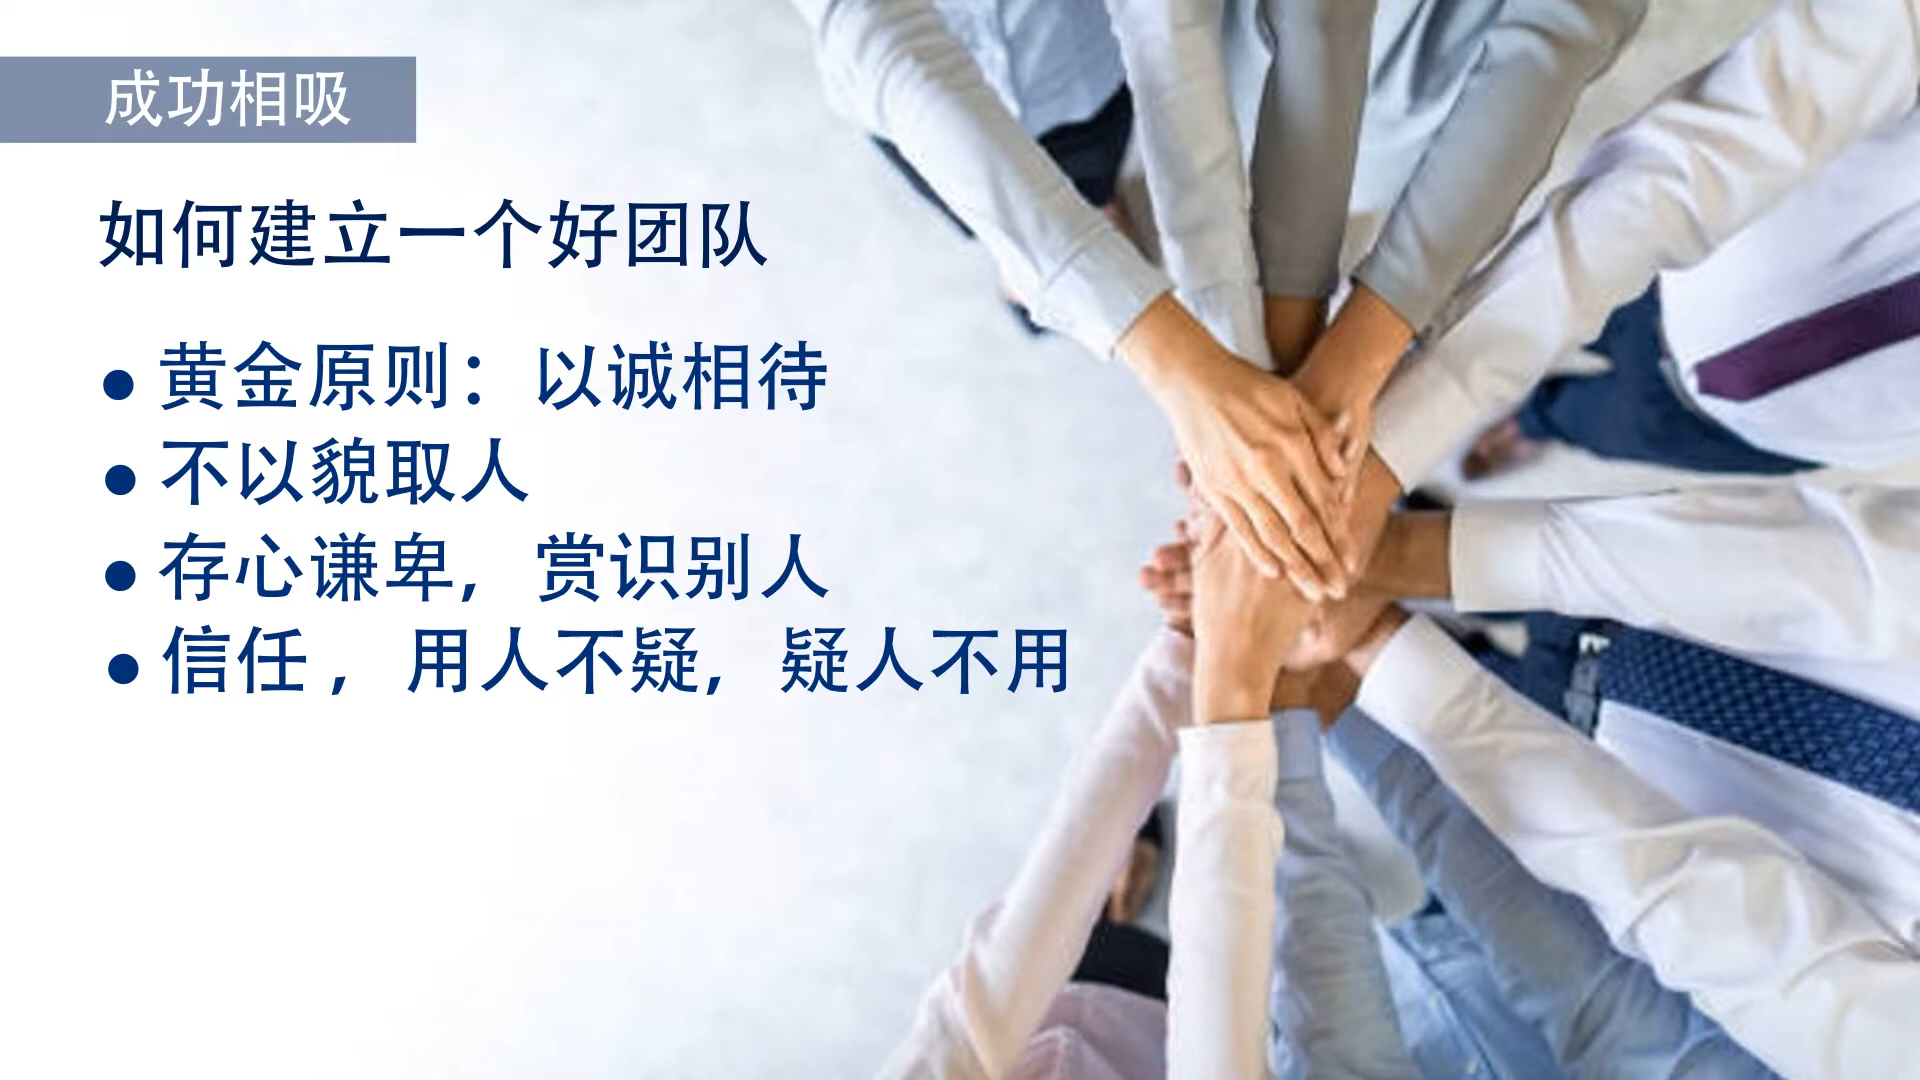 成功相吸
如何建立一个好团队
● 黄金原则：以诚相待
● 不以貌取人
● 存心谦卑，赏识别人
● 信任 ，用人不疑，疑人不用